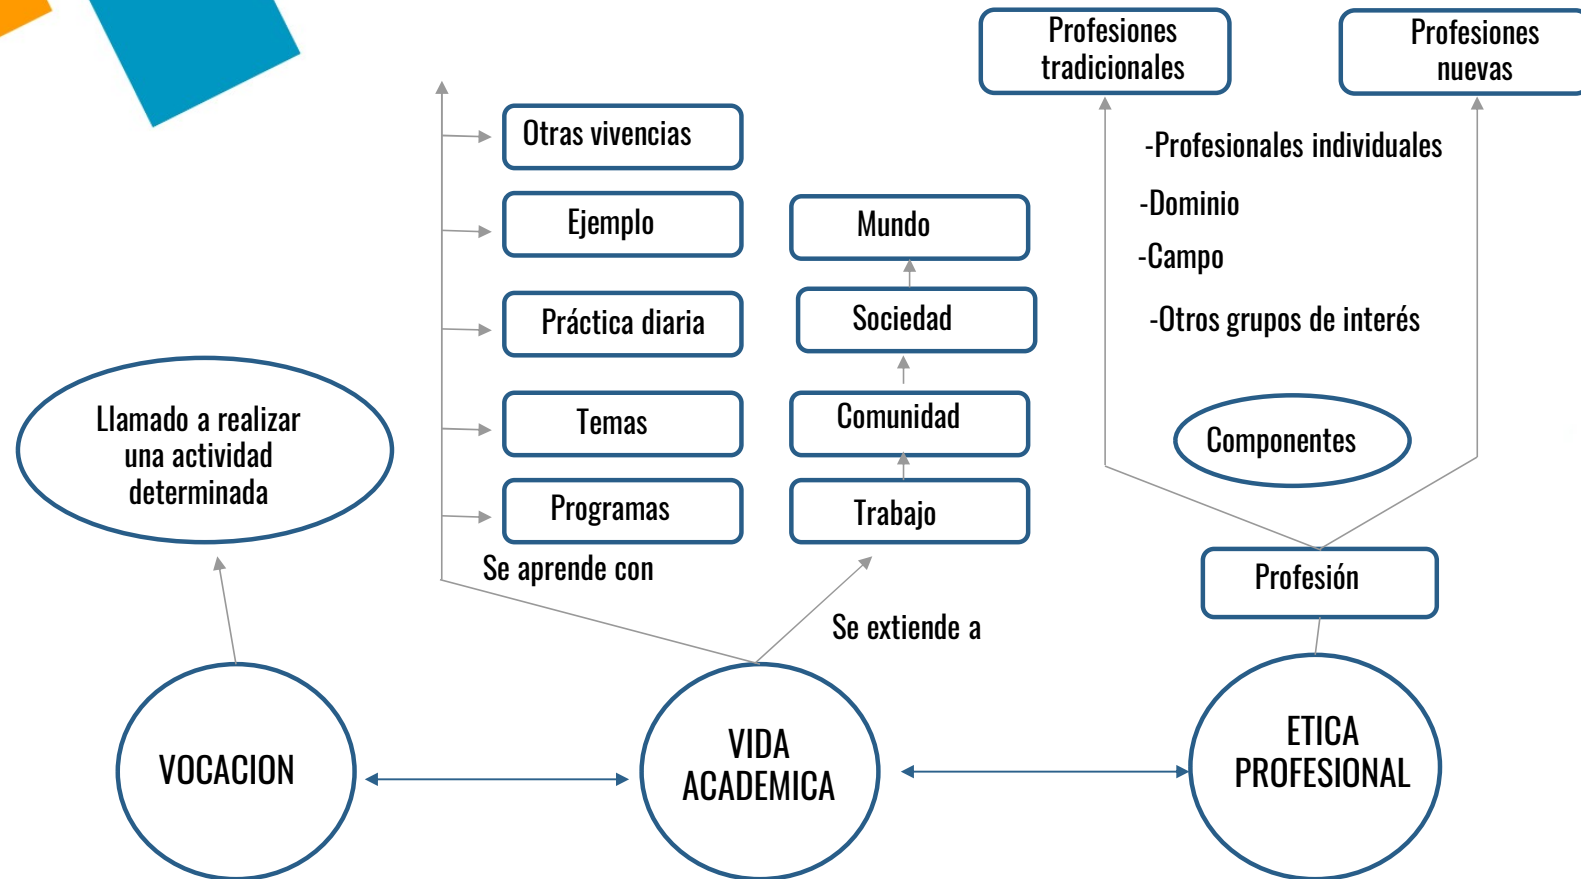 Profesiones
tradicionales
Profesiones
nuevas
Otras vivencias
-Profesionales individuales
Ejemplo
Mundo
-Dominio
-Campo
Práctica diaria
Sociedad
-Otros grupos de interés
Llamado a realizar
una actividad
determinada
Temas
Comunidad
Componentes
Programas
Trabajo
Se aprende con
Profesión
Se extiende a
VOCACION
VIDA
ACADEMICA
ETICA
PROFESIONAL